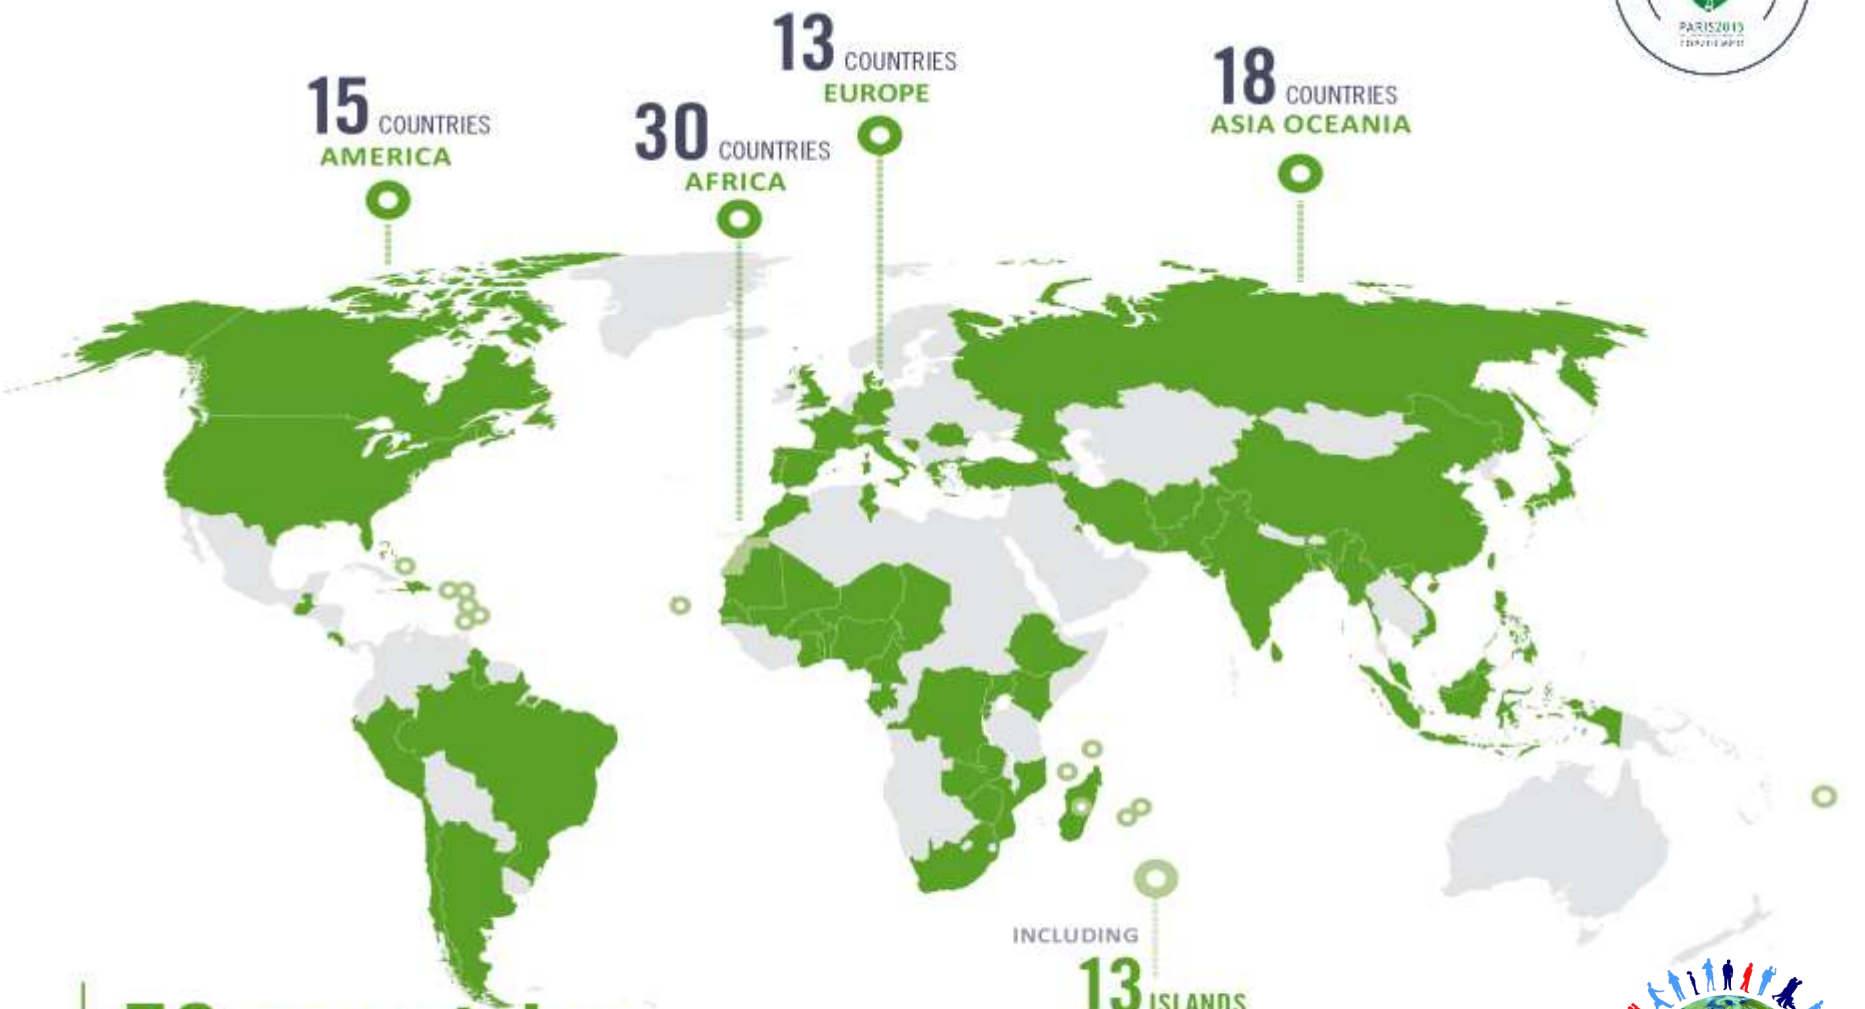 15 COUNTRIES
AMERICA
30 COUNTRIES
AFRICA
13 COUNTRIES
EUROPE
18 COUNTRIES
ASIA OCEANIA
PARIS2015
INCLUDING
13 ISLANDS